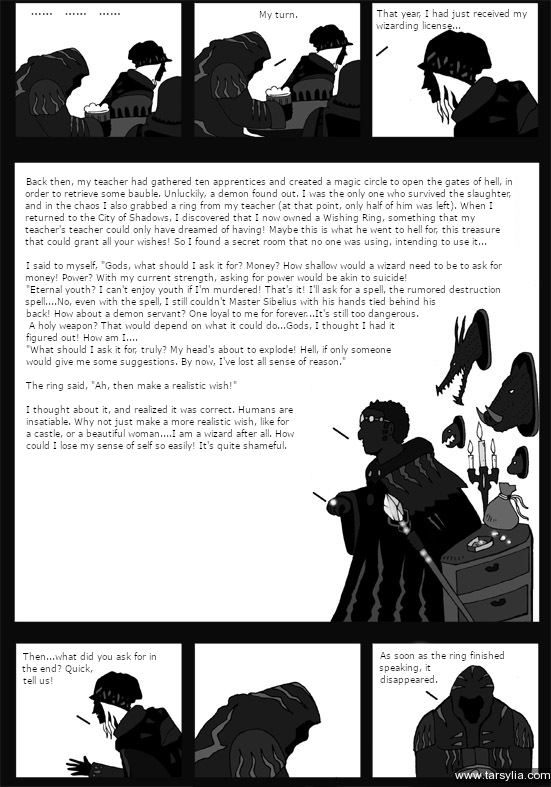 ...... ...... ......
My turn.
That year, I had just received my
wizarding license...
Back then, my teacher had gathered ten apprentices and created a magic circle to open the gates of hell, in
order to retrieve some bauble. Unluckily, a demon found out. I was the only one who survived the slaughter,
and in the chaos I also grabbed a ring from my teacher (at that point, only half of him was left). When I
returned to the City of Shadows, I discovered that I now owned a Wishing Ring, something that my
teacher's teacher could only have dreamed of having! Maybe this is what he went to hell for, this treasure
that could grant all your wishes! So I found a secret room that no one was using, intending to use it...
I said to myself, "Gods, what should I ask it for? Money? How shallow would a wizard need to be to ask for
money! Power? With my current strength, asking for power would be akin to suicide!
"Eternal youth? I can't enjoy youth if I'm murdered! That's it! I'll ask for a spell, the rumored destruction
spell....No, even with the spell, I still couldn't Master Sibelius with his hands tied behind his
back! How about a demon servant? One loyal to me for forever...It's still too dangerous.
A holy weapon? That would depend on what it could do...Gods, I thought I had it
figured out! How am I....
"What should I ask it for, truly? My head's about to explode! Hell, if only someone
would give me some suggestions. By now, I've lost all sense of reason."
The ring said, "Ah, then make a realistic wish!"
I thought about it, and realized it was correct. Humans are
insatiable. Why not just make a more realistic wish, like for
a castle, or a beautiful woman....I am a wizard after all. How
could I lose my sense of self so easily! It's quite shameful.
Then...what did you ask for in
the end? Quick,
tell us!
As soon as the ring finished
speaking, it
disappeared.
www.tarsylia.com